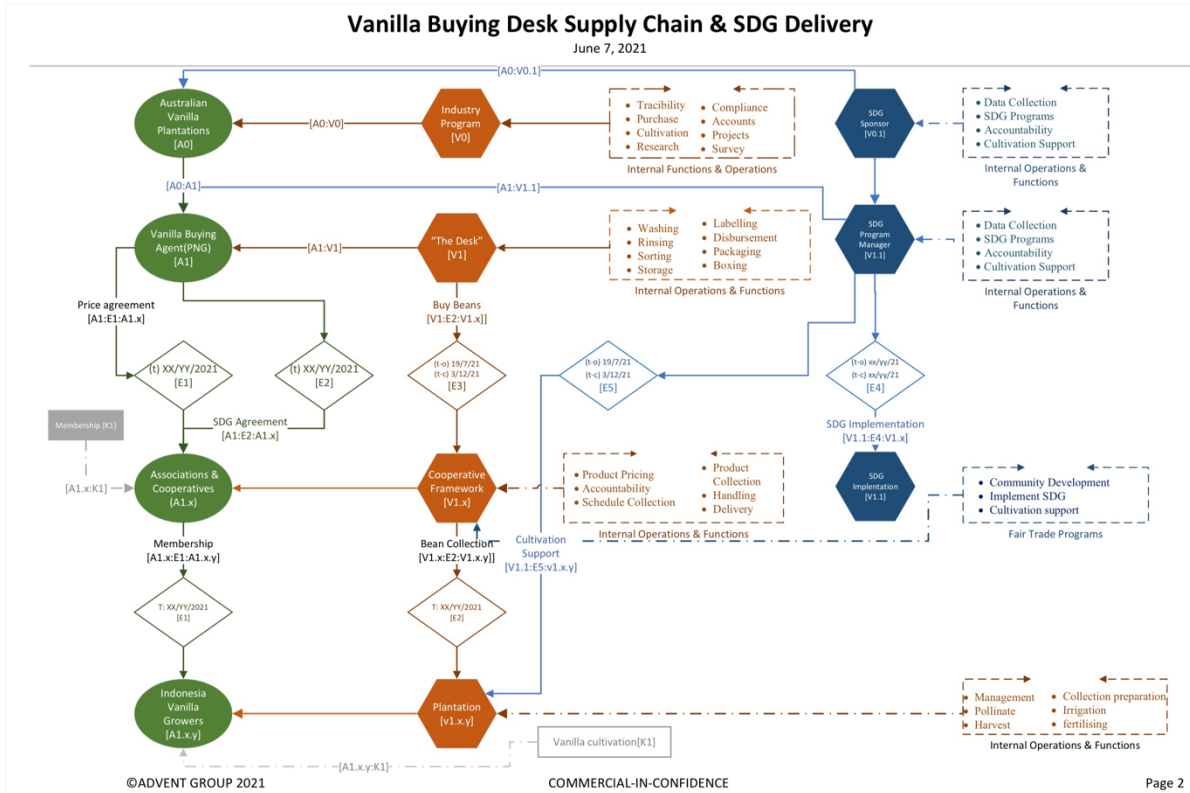 Vanilla Buying Desk Supply Chain & SDG Delivery
June 7, 2021
[A0:V0.1]
Australian
Vanilla
Plantations
[A0]
[A0:V0]
Industry
Program
[V0]
• Tracibility
• Purchase
• Cultivation
• Research
• Compliance
• Accounts
• Projects
• Survey
Internal Functions & Operations
SDG
Sponsor
[V0.1]
• Data Collection
• SDG Programs
• Accountability
• Cultivation Support
Internal Operations &
Functions
[A0:A1]
[A1:V1.1]
Vanilla Buying
Agent(PNG)
[A1]
[A1:V1]
"The Desk"
[V1]
• Washing
• Rinsing
• Sorting
• Storage
• Labelling
• Disbursement
• Packaging
• Boxing
Internal Operations & Functions
SDG
Program
Manager
[V1.1]
• Data Collection
• SDG Programs
• Accountability
• Cultivation Support
Internal Operations &
Functions
Price agreement
[A1:E1:A1.x]
Buy Beans
[V1:E2:V1.x]]
(t) XX/YY/2021
[E1]
(t) XX/YY/2021
[E2]
(t-o) 19/7/21
(t-c) 3/12/21
[E3]
(t-o) 19/7/21
(t-c) 3/12/21
[E5]
(t-o) xx/yy/21
(t-c) xx/yy/21
[E4]
Membership [K1]
SDG Agreement
[A1:E2:A1.x]
SDG Implementation
[V1.1:E4:V1.x]
[A1.x:K1]
Associations &
Cooperatives
(A1.x)
Cooperative
Framework
[V1.x]
• Product Pricing
• Accountability
• Schedule Collection
• Product
Collection
• Handling
• Delivery
Internal Operations & Functions
SDG
Implentation
[V1.1]
• Community Development
• Implement SDG
• Cultivation support
Fair Trade Programs
Membership
[A1.x:E1:A1.x.y]
Bean Collection
[V1.x:E2:V1.x.y]]
Cultivation
Support
[V1.1:E5:v1.x.y]
T: XX/YY/2021
[E1]
T: XX/YY/2021
[E2]
Indonesia
Vanilla
Growers
[A1.x.y]
Plantation
[v1.x.y]
• Management
• Pollinate
• Harvest
• Collection preparation
• Irrigation
• fertilising
Internal Operations & Functions
Vanilla cultivation[K1]
[A1.x.y:K1]
©ADVENT GROUP 2021
COMMERCIAL-IN-CONFIDENCE
Page 2